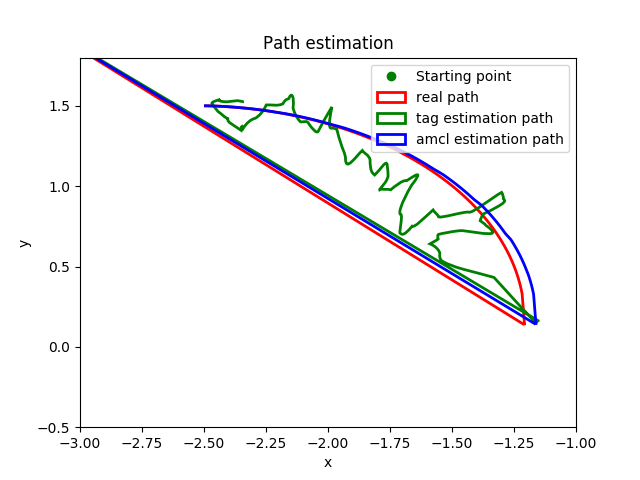 Path estimation
Starting point
real path
tag estimation path
amcl estimation path
y
1.5
1.0
0.5
0.0
−0.5
−3.00 −2.75 −2.50 −2.25 −2.00 −1.75 −1.50 −1.25 −1.00
x